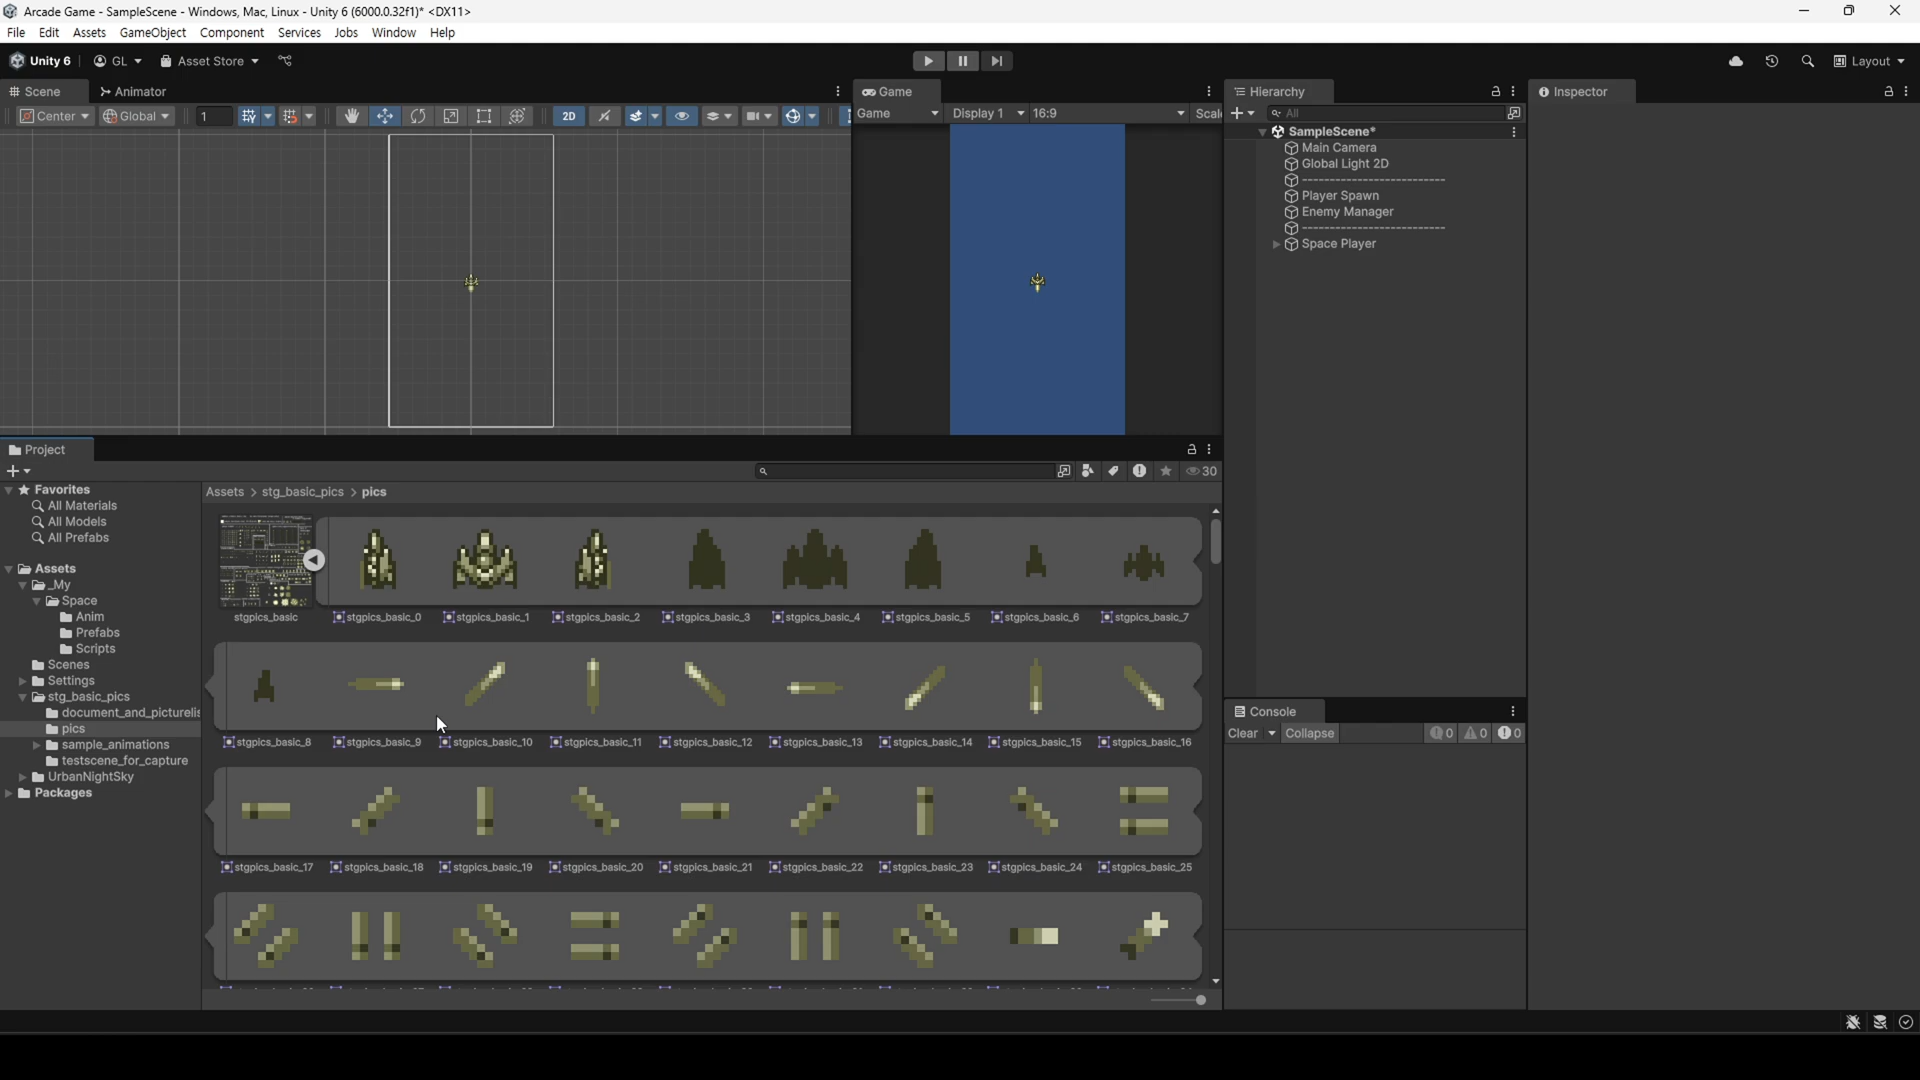 Arcade Game - SampleScene - Windows, Mac, Linux - Unity 6 (6000.0.32f1)* <DX11>
File Edit Assets GameObject Component Services Jobs Window Help
Unity 6 GL Asset Store Layout
Scene Animator
Center Global 1 2D
Game
Game Display 1 16:9 Scal
Hierarchy
All
SampleScene*
Main Camera
Global Light 2D
--------------------------
Player Spawn
Enemy Manager
--------------------------
Space Player
Inspector
Project
30
Favorites
All Materials
All Models
All Prefabs
Assets
_My
Space
Anim
Prefabs
Scripts
Scenes
Settings
stg_basic_pics
document_and_picturelis
pics
sample_animations
testscene_for_capture
UrbanNightSky
Packages
Assets > stg_basic_pics > pics
stgpics_basic stgpics_basic_0 stgpics_basic_1 stgpics_basic_2 stgpics_basic_3 stgpics_basic_4 stgpics_basic_5 stgpics_basic_6 stgpics_basic_7
stgpics_basic_8 stgpics_basic_9 stgpics_basic_10 stgpics_basic_11 stgpics_basic_12 stgpics_basic_13 stgpics_basic_14 stgpics_basic_15 stgpics_basic_16
stgpics_basic_17 stgpics_basic_18 stgpics_basic_19 stgpics_basic_20 stgpics_basic_21 stgpics_basic_22 stgpics_basic_23 stgpics_basic_24 stgpics_basic_25
Console
Clear Collapse 0 0 0